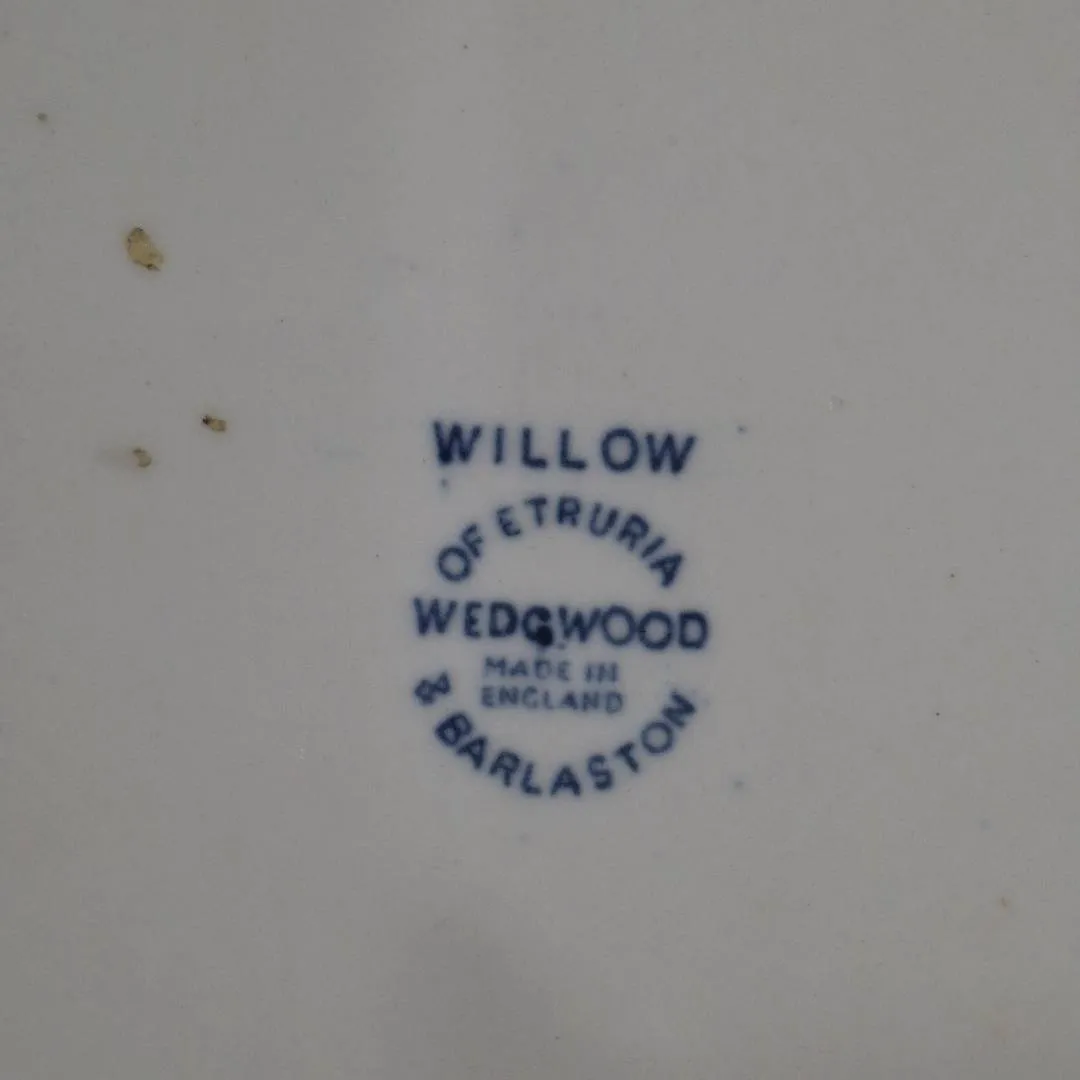 WILLOW
OF ETRURIA
WEDGWOOD
MADE IN
ENGLAND
& BARLASTON